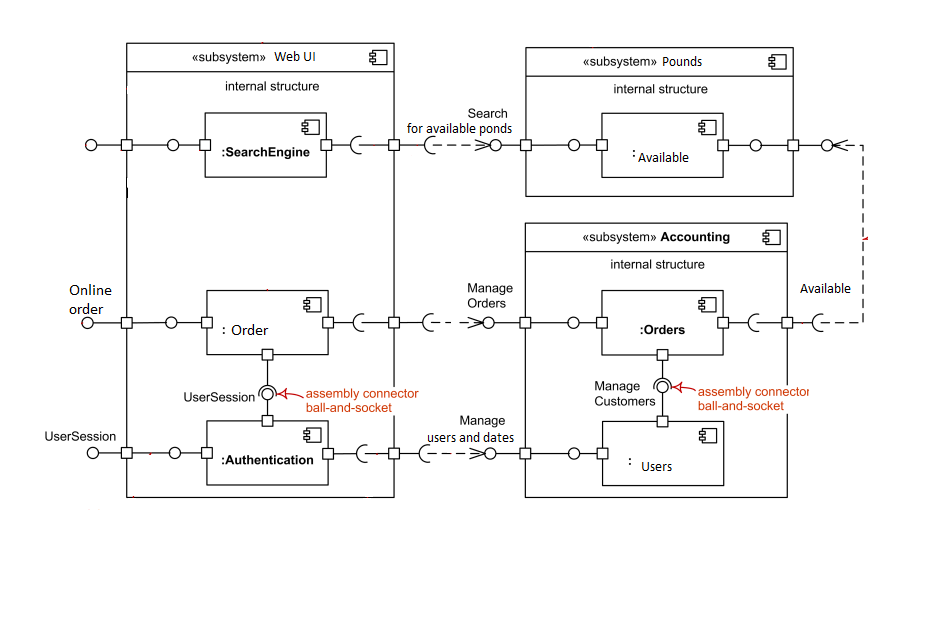 «subsystem» Web UI
internal structure
:SearchEngine
Search
for available ponds
«subsystem» Pounds
internal structure
: Available
Online
order
: Order
Manage
Orders
«subsystem» Accounting
internal structure
:Orders
Available
UserSession
assembly connector
ball-and-socket
Manage
Customers
assembly connector
ball-and-socket
UserSession
:Authentication
Manage
users and dates
: Users